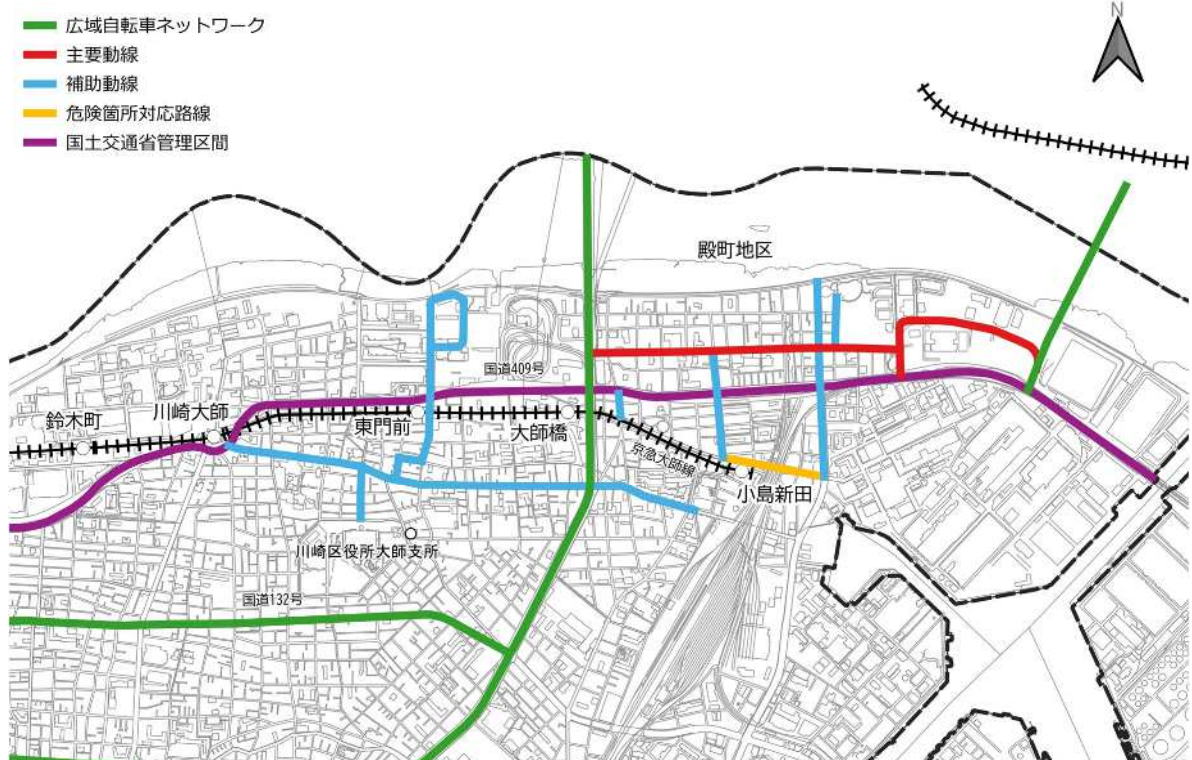 広域自転車ネットワーク
主要動線
補助動線
危険箇所対応路線
国土交通省管理区間
N
殿町地区
国道409号
鈴木町
川崎大師
東門前
大師橋
京急大師線
小島新田
川崎区役所大師支所
国道132号